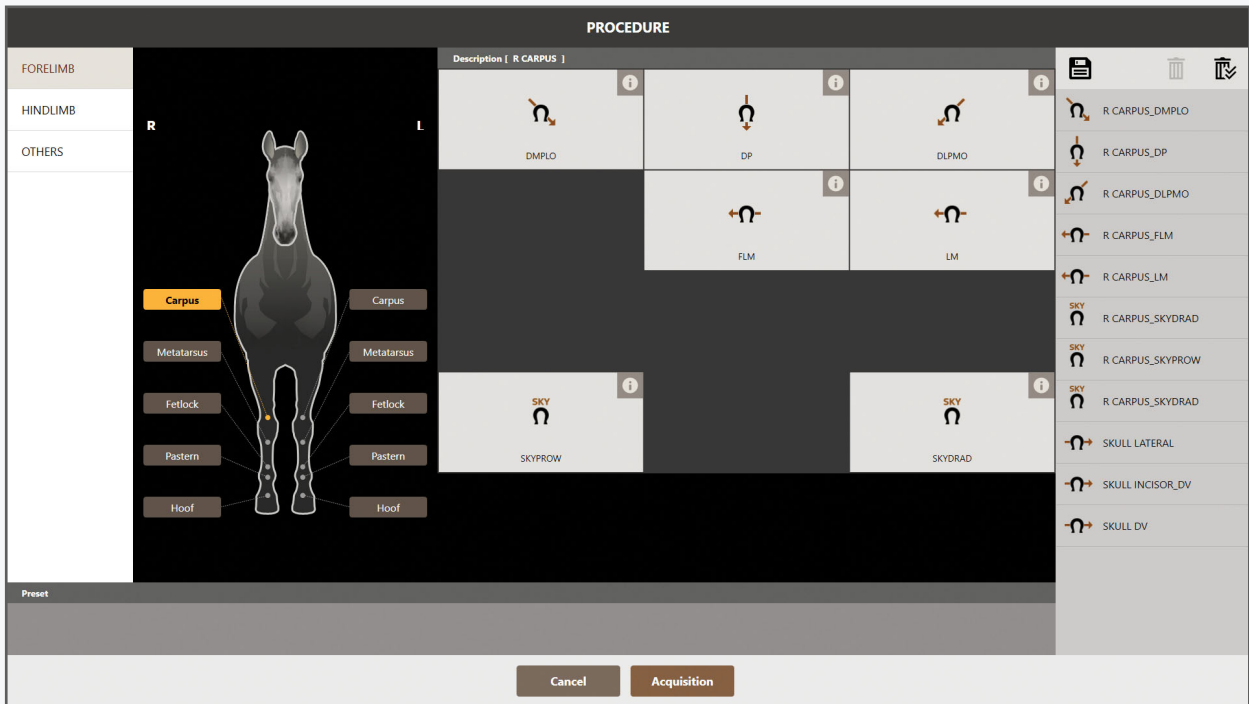 PROCEDURE
FORELIMB
HINDLIMB
OTHERS
R
L
Carpus
Carpus
Metatarsus
Metatarsus
Fetlock
Fetlock
Pastern
Pastern
Hoof
Hoof
Description [ R CARPUS ]
DMPLO
DP
DLPMO
FLM
LM
SKY
SKYPROW
SKY
SKYDRAD
R CARPUS_DMPLO
R CARPUS_DP
R CARPUS_DLPMO
R CARPUS_FLM
R CARPUS_LM
SKY
R CARPUS_SKYDRAD
SKY
R CARPUS_SKYPROW
SKY
R CARPUS_SKYDRAD
SKULL LATERAL
SKULL INCISOR_DV
SKULL DV
Preset
Cancel
Acquisition